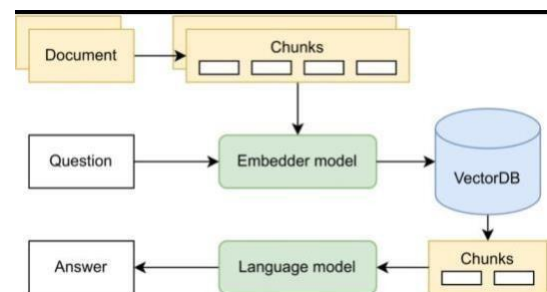 Chunks
Document
Question
Embedder model
VectorDB
Answer
Language model
Chunks